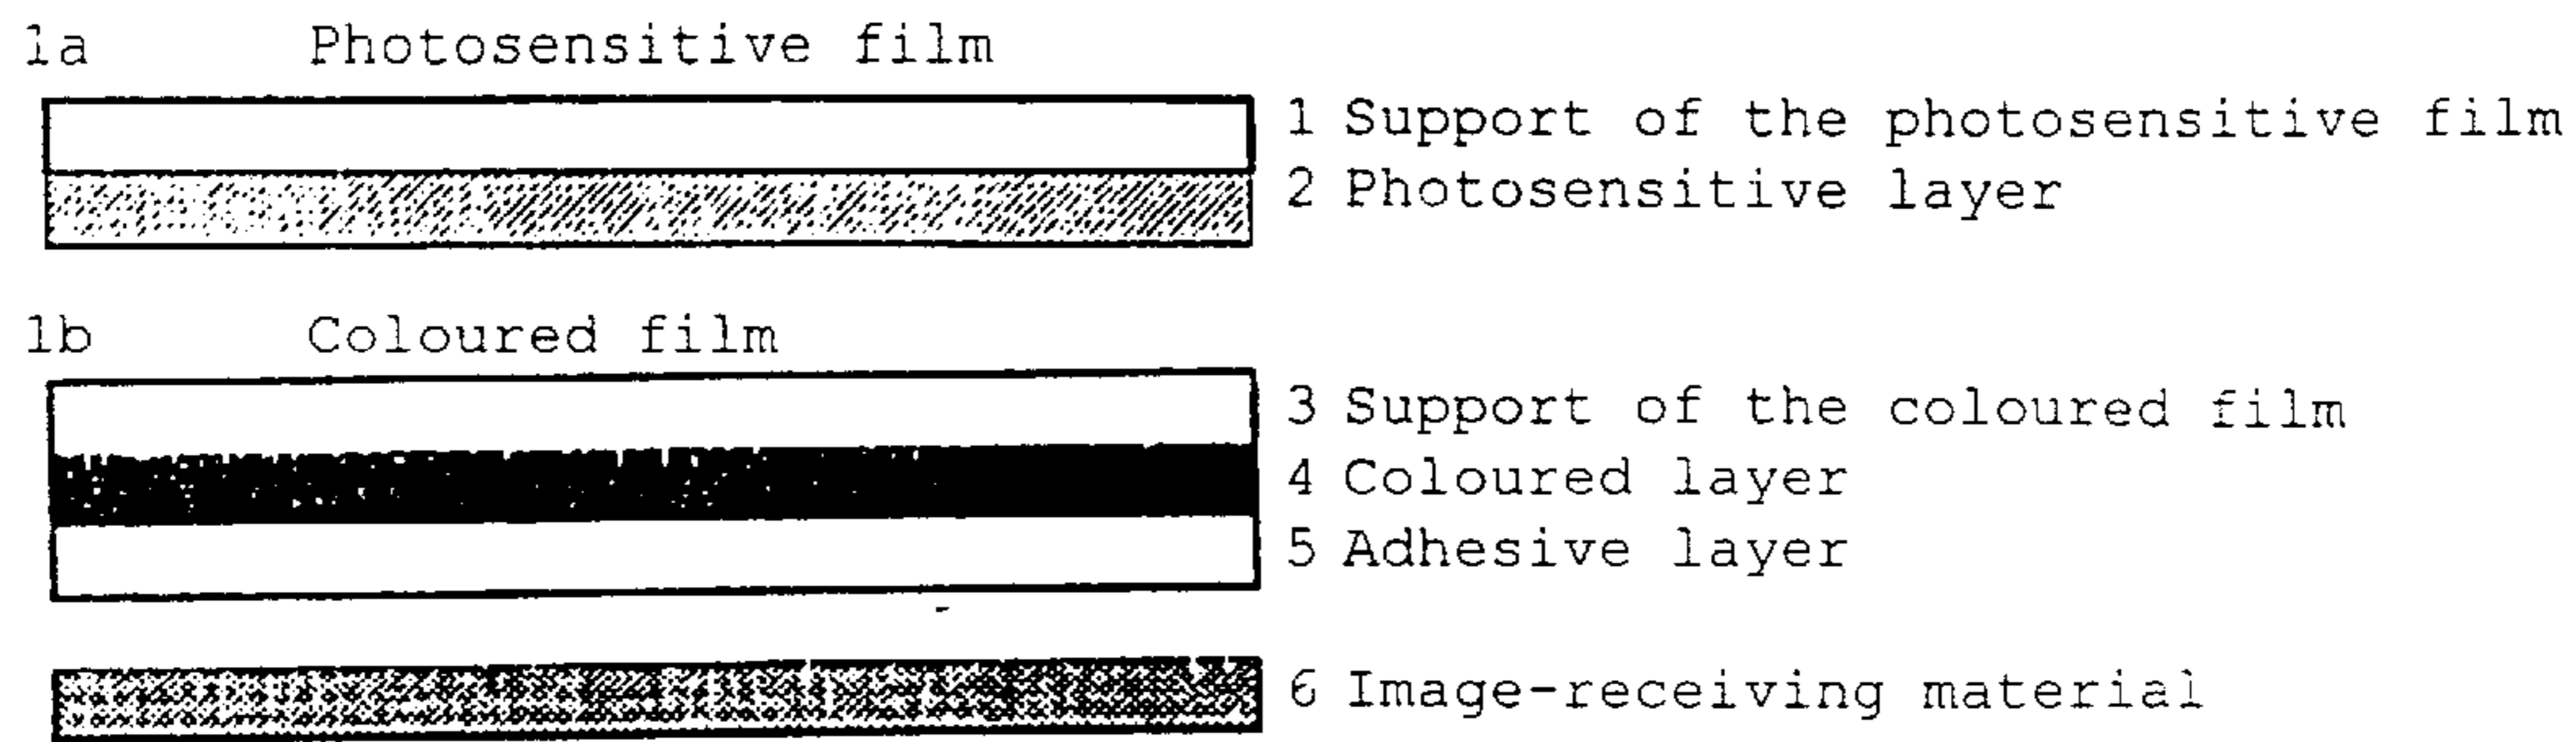 1a Photosensitive film
1 Support of the photosensitive film
2 Photosensitive layer
1b Coloured film
3 Support of the coloured film
4 Coloured layer
5 Adhesive layer
6 Image-receiving material